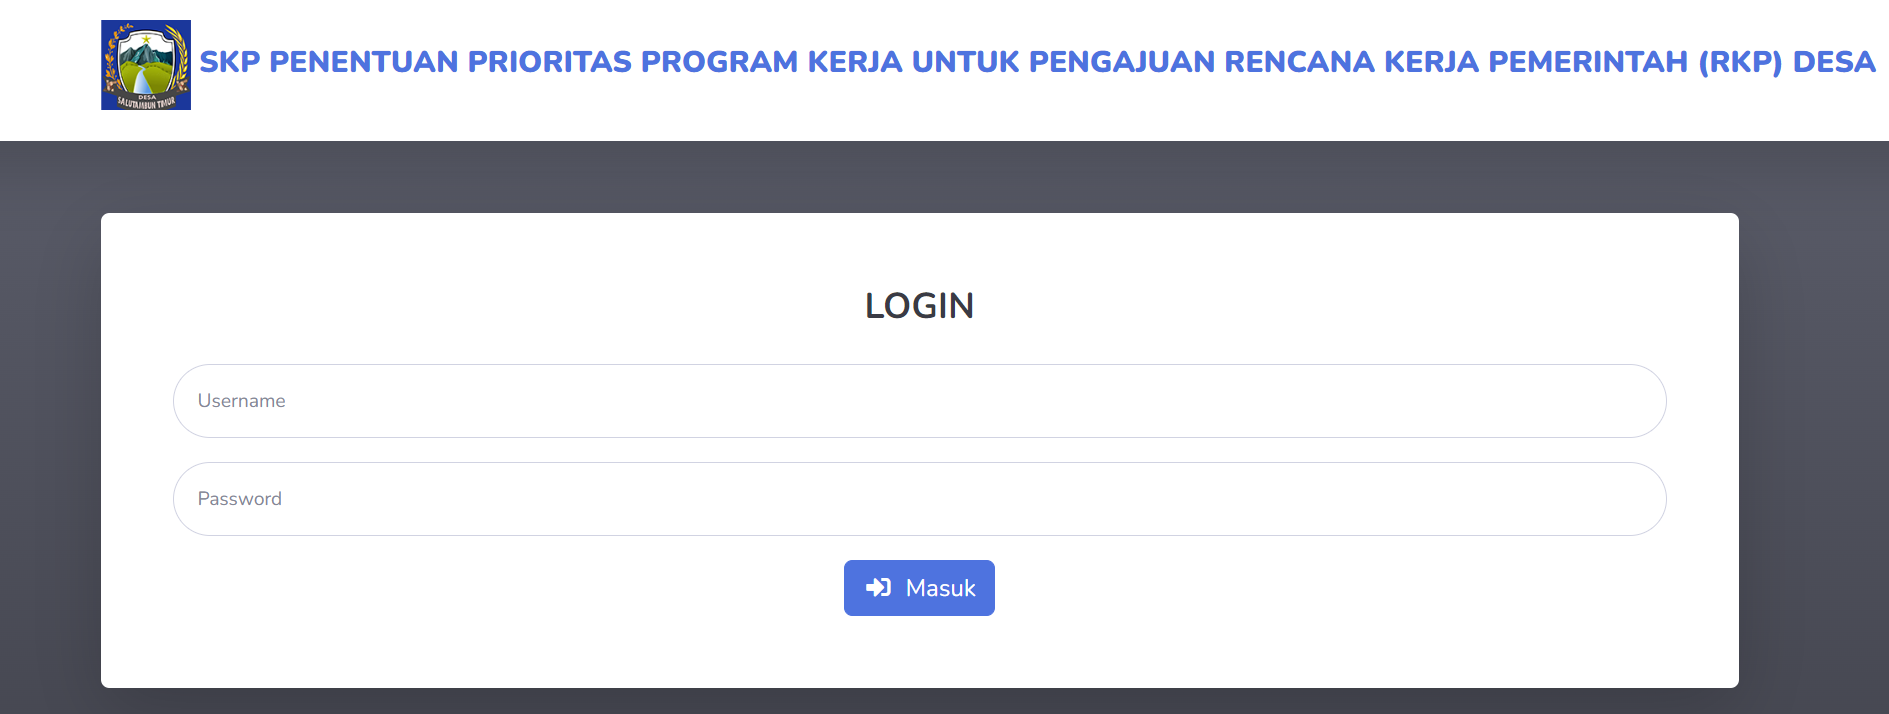 DESA
SALUTAMBUN TIMUR
SKP PENENTUAN PRIORITAS PROGRAM KERJA UNTUK PENGAJUAN RENCANA KERJA PEMERINTAH (RKP) DESA
LOGIN
Username
Password
Masuk